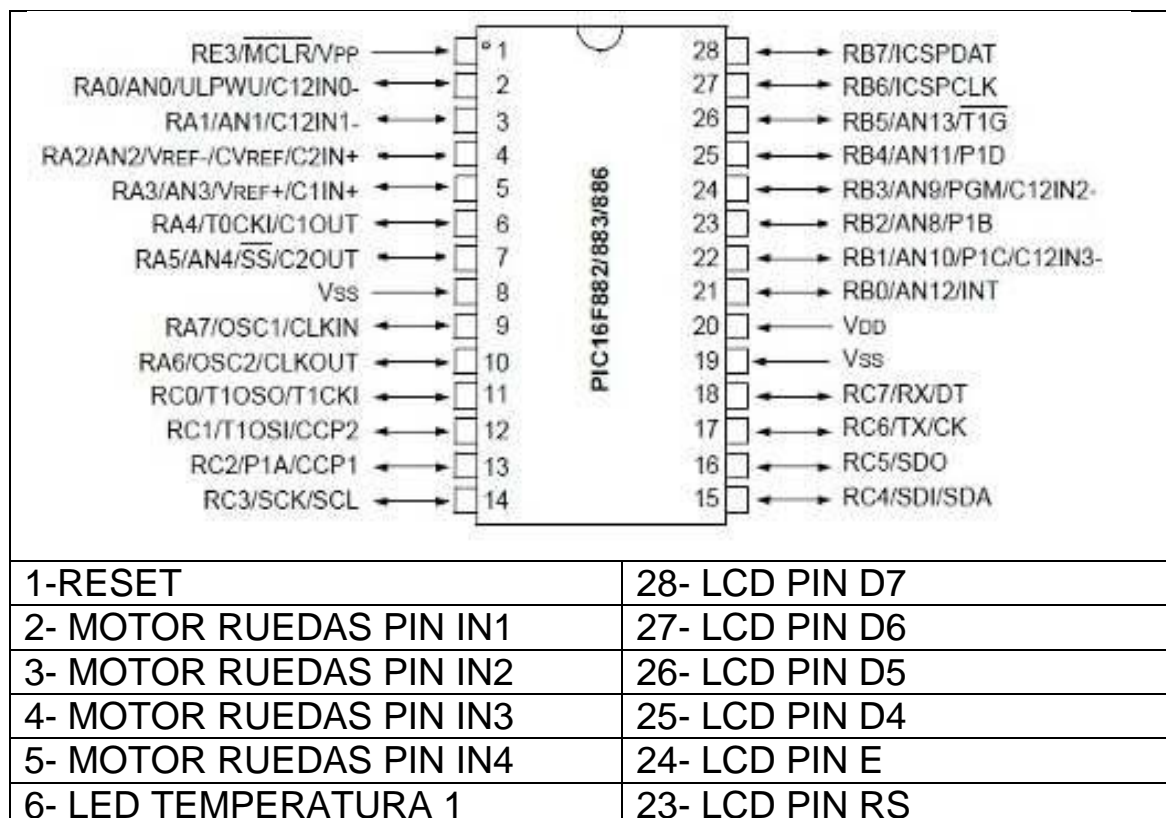 RE3/MCLR/VPP 1 28 RB7/ICSPDAT
RA0/AN0/ULPWU/C12IN0- 2 27 RB6/ICSPCLK
RA1/AN1/C12IN1- 3 26 RB5/AN13/T1G
RA2/AN2/VREF-/CVREF/C2IN+ 4 25 RB4/AN11/P1D
RA3/AN3/VREF+/C1IN+ 5 24 RB3/AN9/PGM/C12IN2-
RA4/T0CKI/C1OUT 6 23 RB2/AN8/P1B
RA5/AN4/SS/C2OUT 7 22 RB1/AN10/P1C/C12IN3-
VSS 8 21 RB0/AN12/INT
RA7/OSC1/CLKIN 9 20 VDD
RA6/OSC2/CLKOUT 10 19 VSS
RC0/T1OSO/T1CKI 11 18 RC7/RX/DT
RC1/T1OSI/CCP2 12 17 RC6/TX/CK
RC2/P1A/CCP1 13 16 RC5/SDO
RC3/SCK/SCL 14 15 RC4/SDI/SDA
PIC16F882/883/886
1-RESET 28- LCD PIN D7
2- MOTOR RUEDAS PIN IN1 27- LCD PIN D6
3- MOTOR RUEDAS PIN IN2 26- LCD PIN D5
4- MOTOR RUEDAS PIN IN3 25- LCD PIN D4
5- MOTOR RUEDAS PIN IN4 24- LCD PIN E
6- LED TEMPERATURA 1 23- LCD PIN RS